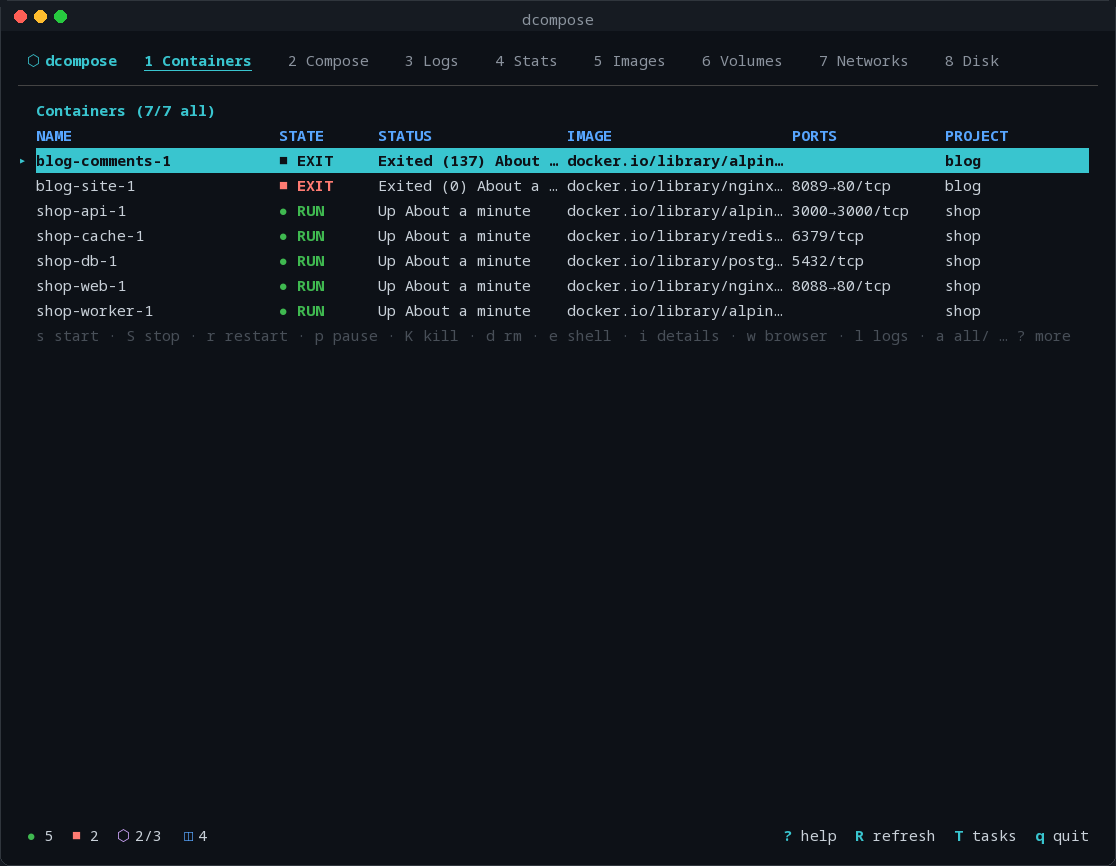 dcompose
⬡ dcompose 1 Containers 2 Compose 3 Logs 4 Stats 5 Images 6 Volumes 7 Networks 8 Disk
Containers (7/7 all)
NAME STATE STATUS IMAGE PORTS PROJECT
▸ blog-comments-1 ■ EXIT Exited (137) About … docker.io/library/alpin… blog
blog-site-1 ■ EXIT Exited (0) About a … docker.io/library/nginx… 8089→80/tcp blog
shop-api-1 ● RUN Up About a minute docker.io/library/alpin… 3000→3000/tcp shop
shop-cache-1 ● RUN Up About a minute docker.io/library/redis… 6379/tcp shop
shop-db-1 ● RUN Up About a minute docker.io/library/postg… 5432/tcp shop
shop-web-1 ● RUN Up About a minute docker.io/library/nginx… 8088→80/tcp shop
shop-worker-1 ● RUN Up About a minute docker.io/library/alpin… shop
s start · S stop · r restart · p pause · K kill · d rm · e shell · i details · w browser · l logs · a all/ … ? more
● 5 ■ 2 ⬡ 2/3 ◫ 4 ? help R refresh T tasks q quit